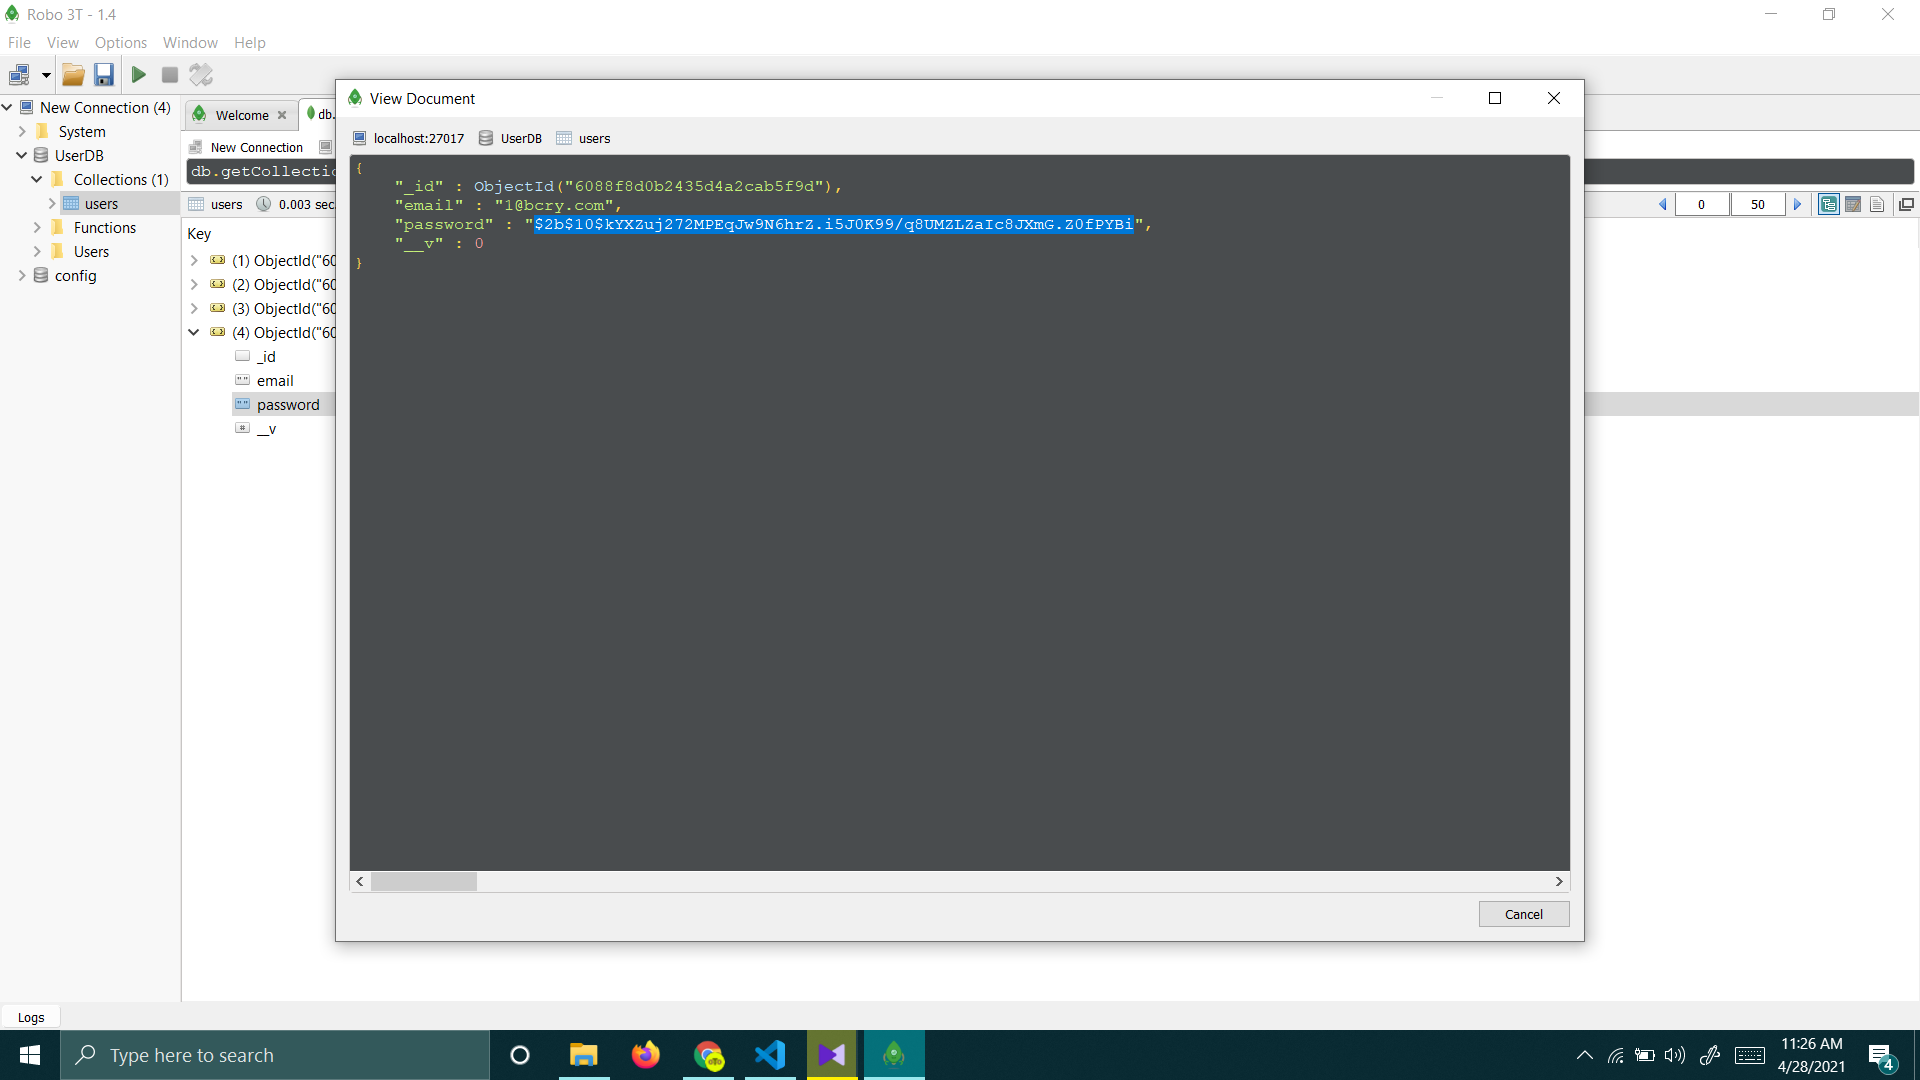 Robo 3T - 1.4
File View Options Window Help
New Connection (4)
System
UserDB
Collections (1)
users
Functions
Users
config
Welcome
db.
New Connection
db.getCollectic
users 0.003 sec
0 50
Key
(1) ObjectId("60
(2) ObjectId("60
(3) ObjectId("60
(4) ObjectId("60
_id
email
password
__v
View Document
localhost:27017 UserDB users
{
"_id" : ObjectId("6088f8d0b2435d4a2cab5f9d"),
"email" : "1@bcry.com",
"password" : "$2b$10$kYXZuj272MPEqJw9N6hrZ.i5J0K99/q8UMZLZaIc8JXmG.Z0fPYBi",
"__v" : 0
}
Cancel
Logs
Type here to search
11:26 AM
4/28/2021
4